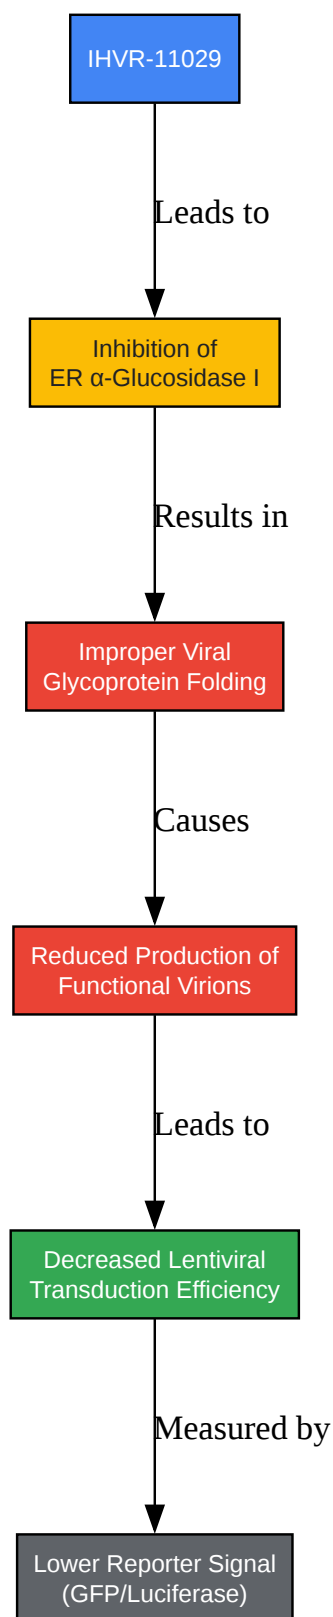 IHVR-11029
Leads to
Inhibition of
ER α-Glucosidase I
Results in
Improper Viral
Glycoprotein Folding
Causes
Reduced Production of
Functional Virions
Leads to
Decreased Lentiviral
Transduction Efficiency
Measured by
Lower Reporter Signal
(GFP/Luciferase)